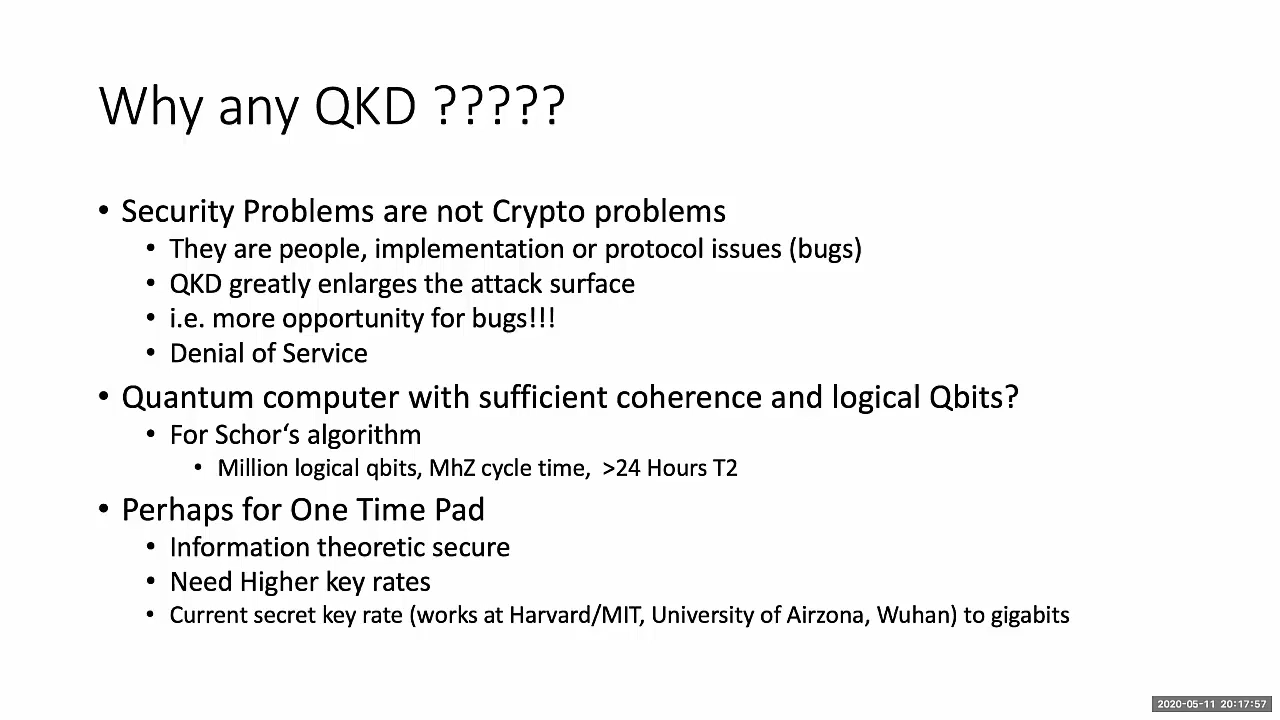 Why any QKD ?????
• Security Problems are not Crypto problems
• They are people, implementation or protocol issues (bugs)
• QKD greatly enlarges the attack surface
• i.e. more opportunity for bugs!!!
• Denial of Service
• Quantum computer with sufficient coherence and logical Qbits?
• For Schor‘s algorithm
• Million logical qbits, MhZ cycle time,  >24 Hours T2
• Perhaps for One Time Pad
• Information theoretic secure
• Need Higher key rates
• Current secret key rate (works at Harvard/MIT, University of Airzona, Wuhan) to gigabits
2020-05-11 20:17:57